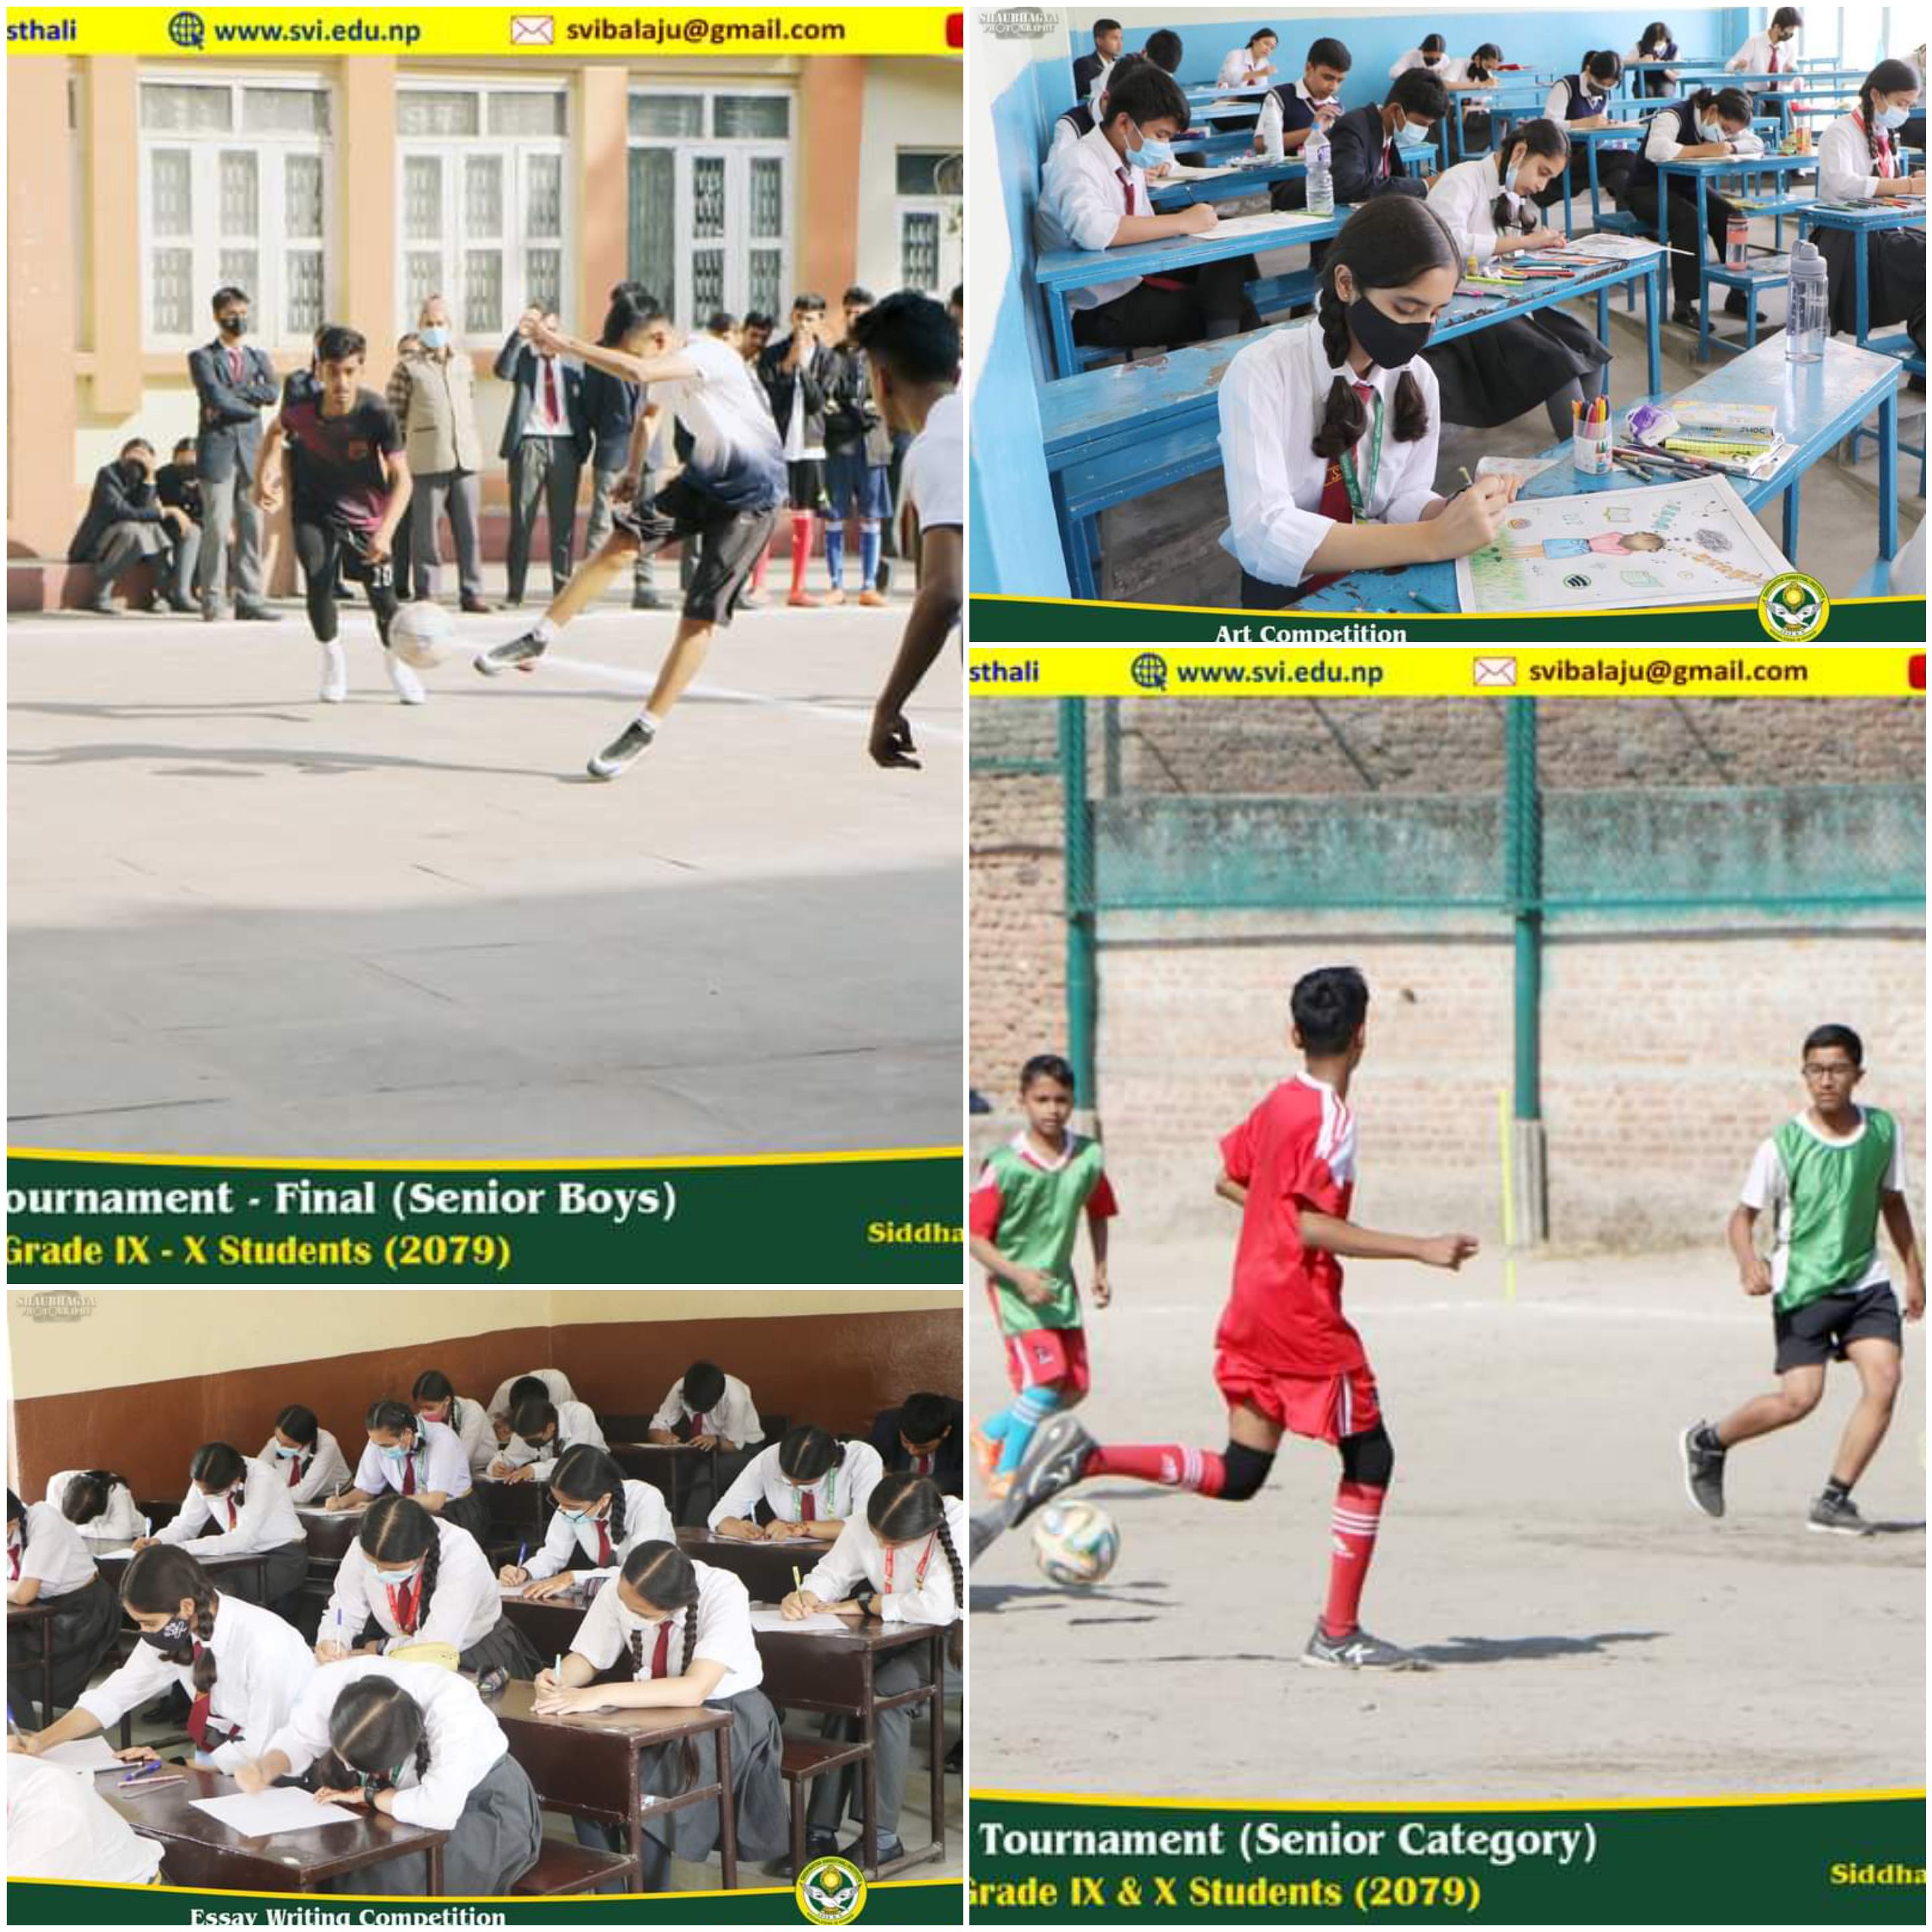 sthali www.svi.edu.np svibalaju@gmail.com
10
ournament - Final (Senior Boys)
Grade IX - X Students (2079)
Siddha
SHAUBHAGYA
PHOTOGRAPHY
Art Competition
sthali www.svi.edu.np svibalaju@gmail.com
Tournament (Senior Category)
Grade IX & X Students (2079)
Siddha
SHAUBHAGYA
PHOTOGRAPHY
Essay Writing Competition